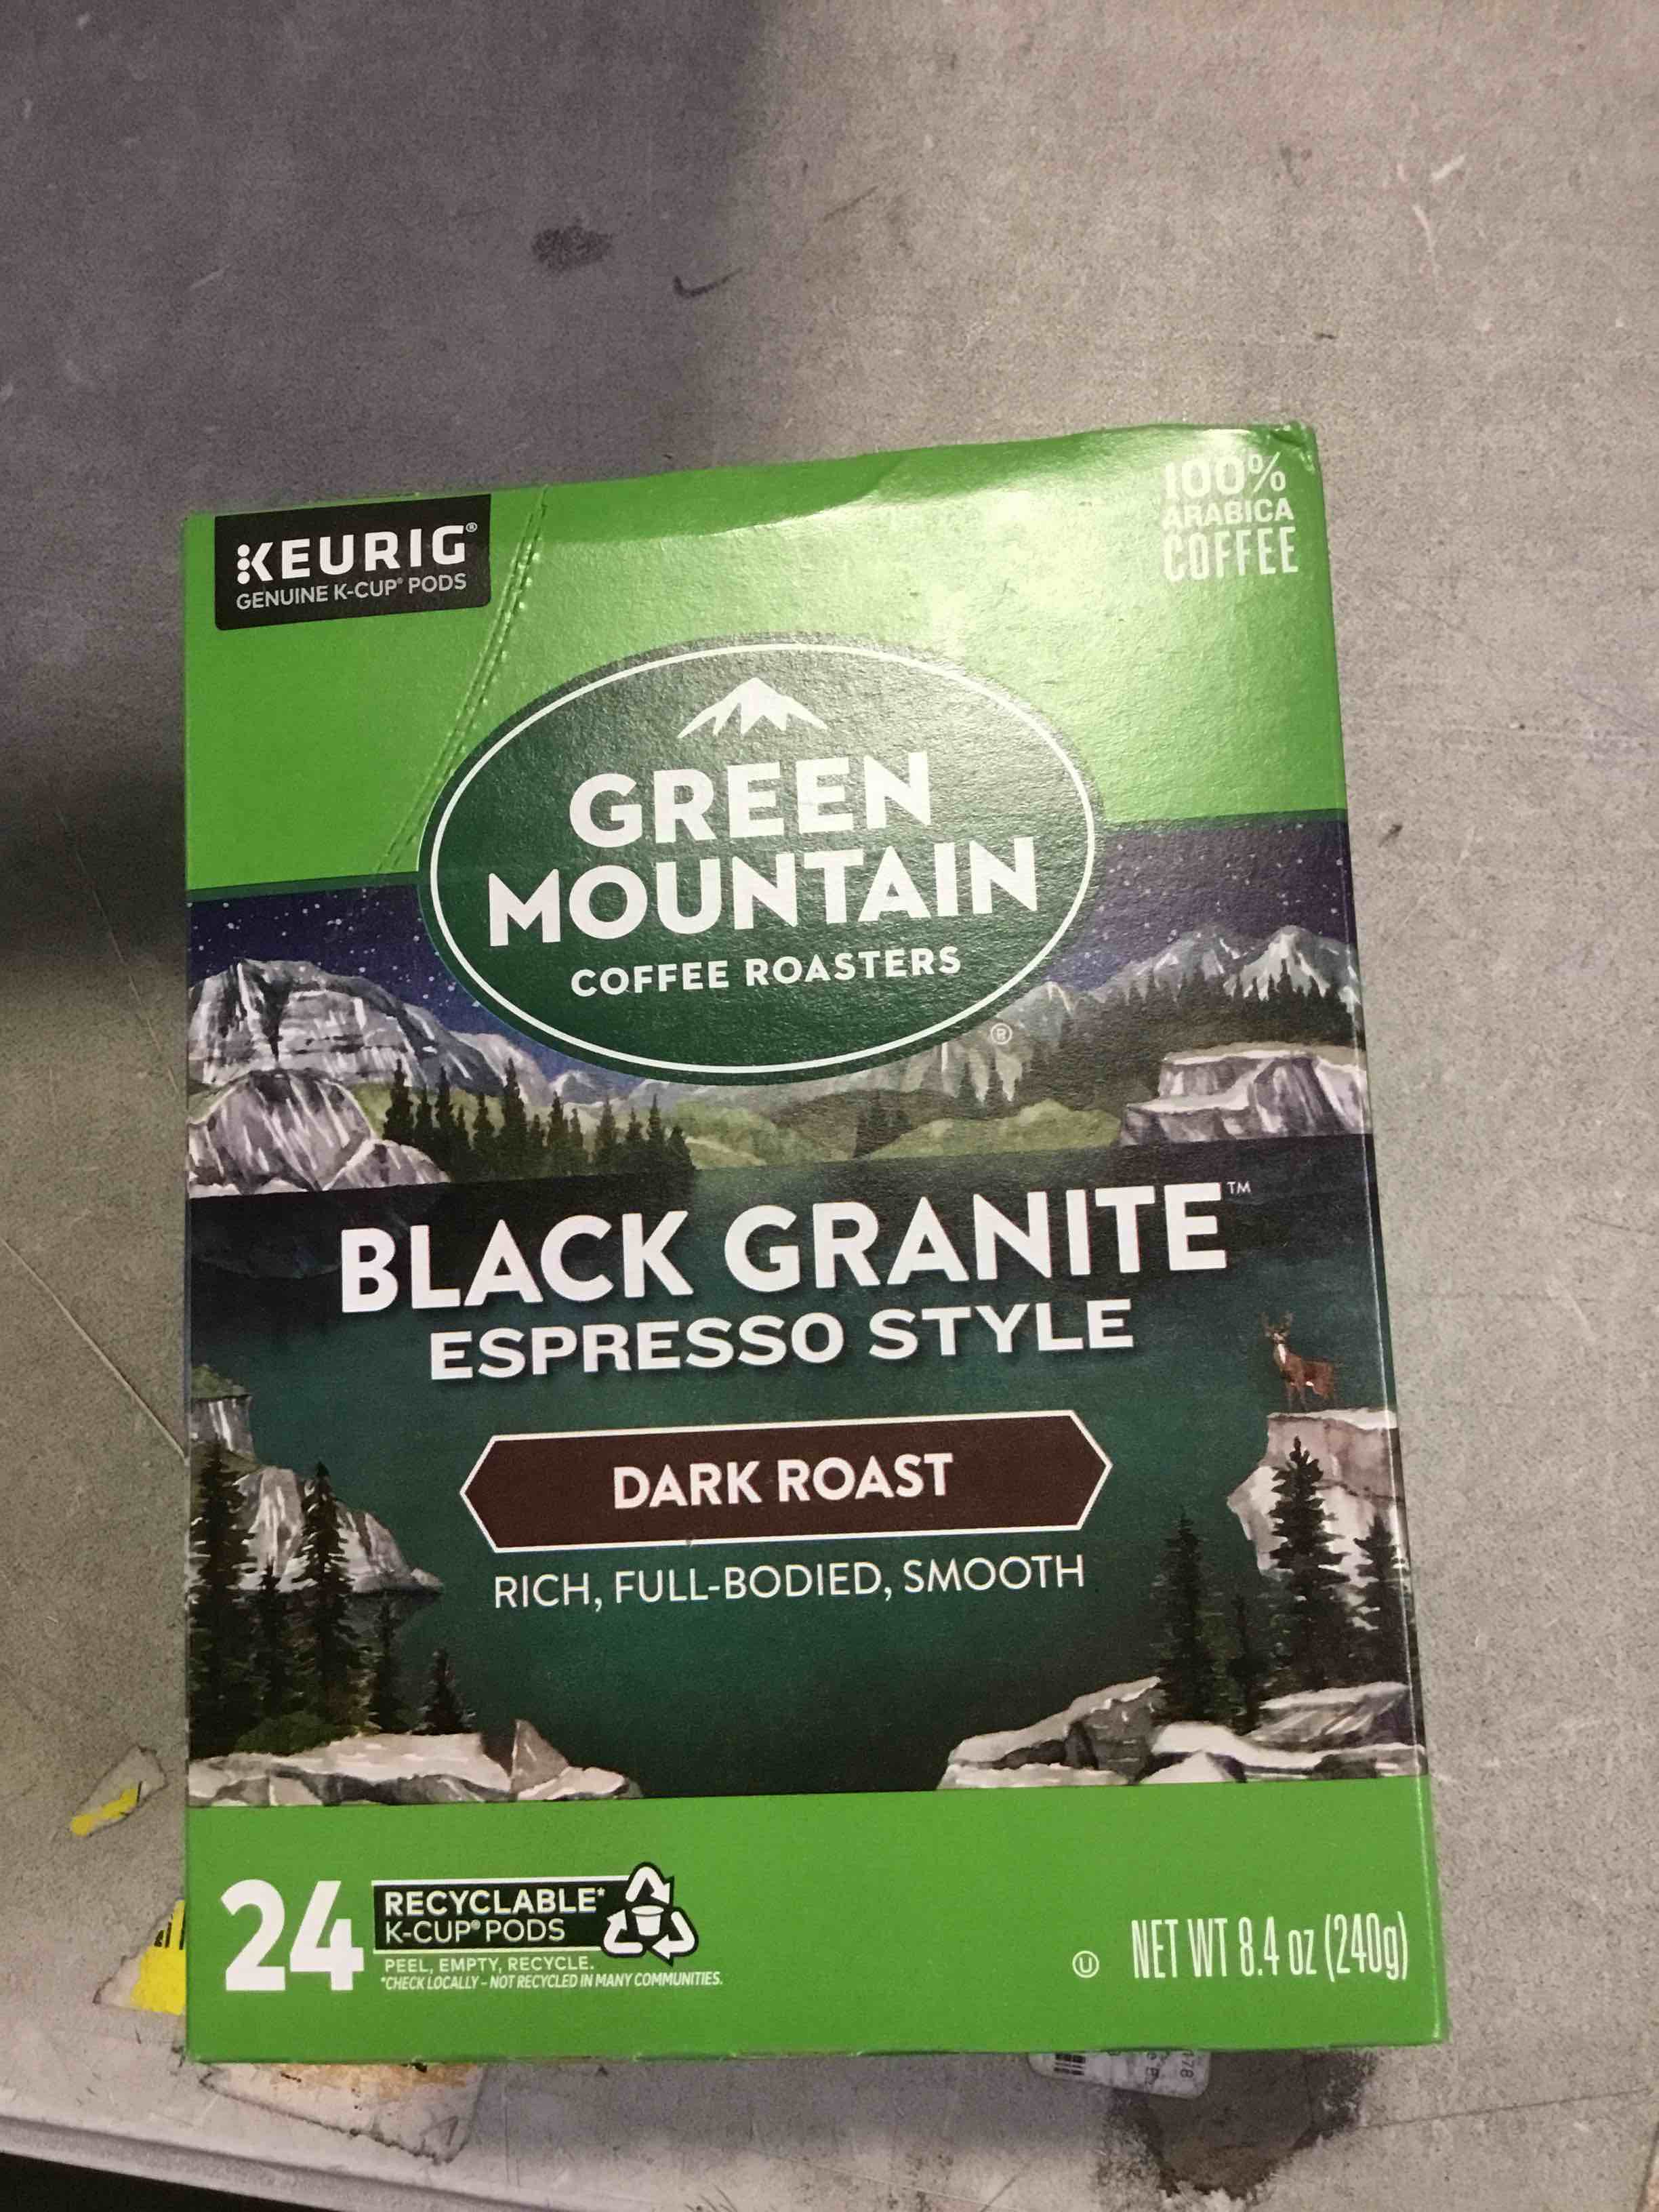 KEURIG®
GENUINE K-CUP® PODS
100%
ARABICA
COFFEE
GREEN
MOUNTAIN
COFFEE ROASTERS
®
BLACK GRANITE™
ESPRESSO STYLE
DARK ROAST
RICH, FULL-BODIED, SMOOTH
24
RECYCLABLE*
K-CUP® PODS
PEEL, EMPTY, RECYCLE.
*CHECK LOCALLY – NOT RECYCLED IN MANY COMMUNITIES.
U NET WT 8.4 oz (240g)